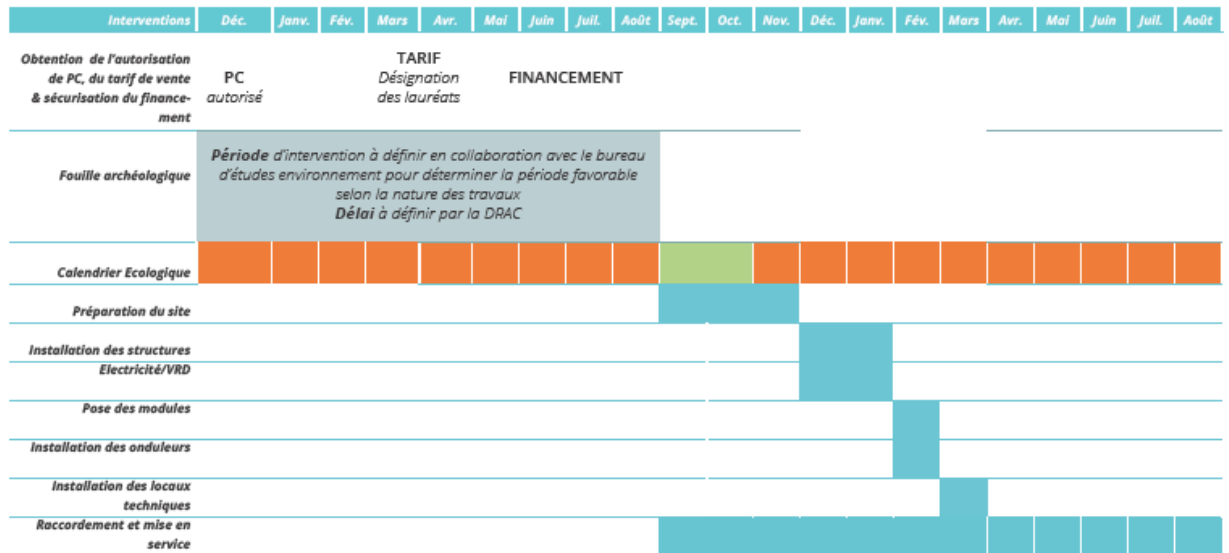 Interventions Déc. Janv. Fév. Mars Avr. Mai Juin Juil. Août Sept. Oct. Nov. Déc. Janv. Fév. Mars Avr. Mai Juin Juil. Août
Obtention de l'autorisation
de PC, du tarif de vente
& sécurisation du finance-
ment
PC
autorisé
TARIF
Désignation
des lauréats
FINANCEMENT
Fouille archéologique
Période d'intervention à définir en collaboration avec le bureau
d'études environnement pour déterminer la période favorable
selon la nature des travaux
Délai à définir par la DRAC
Calendrier Ecologique
Préparation du site
Installation des structures
Electricité/VRD
Pose des modules
Installation des onduleurs
Installation des locaux
techniques
Raccordement et mise en
service